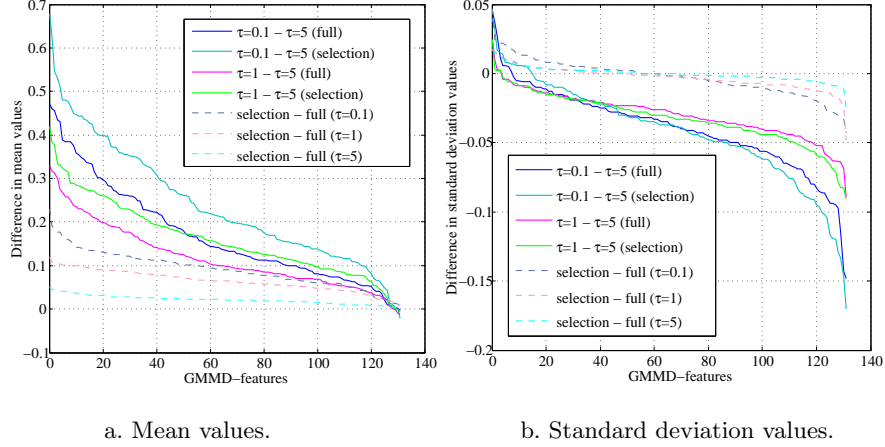 0.7
0.6
0.5
0.4
0.3
0.2
0.1
0
−0.1
0
20
40
60
80
100
120
140
Difference in mean values
GMMD−features
τ=0.1 − τ=5 (full)
τ=0.1 − τ=5 (selection)
τ=1 − τ=5 (full)
τ=1 − τ=5 (selection)
selection − full (τ=0.1)
selection − full (τ=1)
selection − full (τ=5)
a. Mean values.
0.05
0
−0.05
−0.1
−0.15
−0.2
0
20
40
60
80
100
120
140
Difference in standard deviation values
GMMD−features
τ=0.1 − τ=5 (full)
τ=0.1 − τ=5 (selection)
τ=1 − τ=5 (full)
τ=1 − τ=5 (selection)
selection − full (τ=0.1)
selection − full (τ=1)
selection − full (τ=5)
b. Standard deviation values.